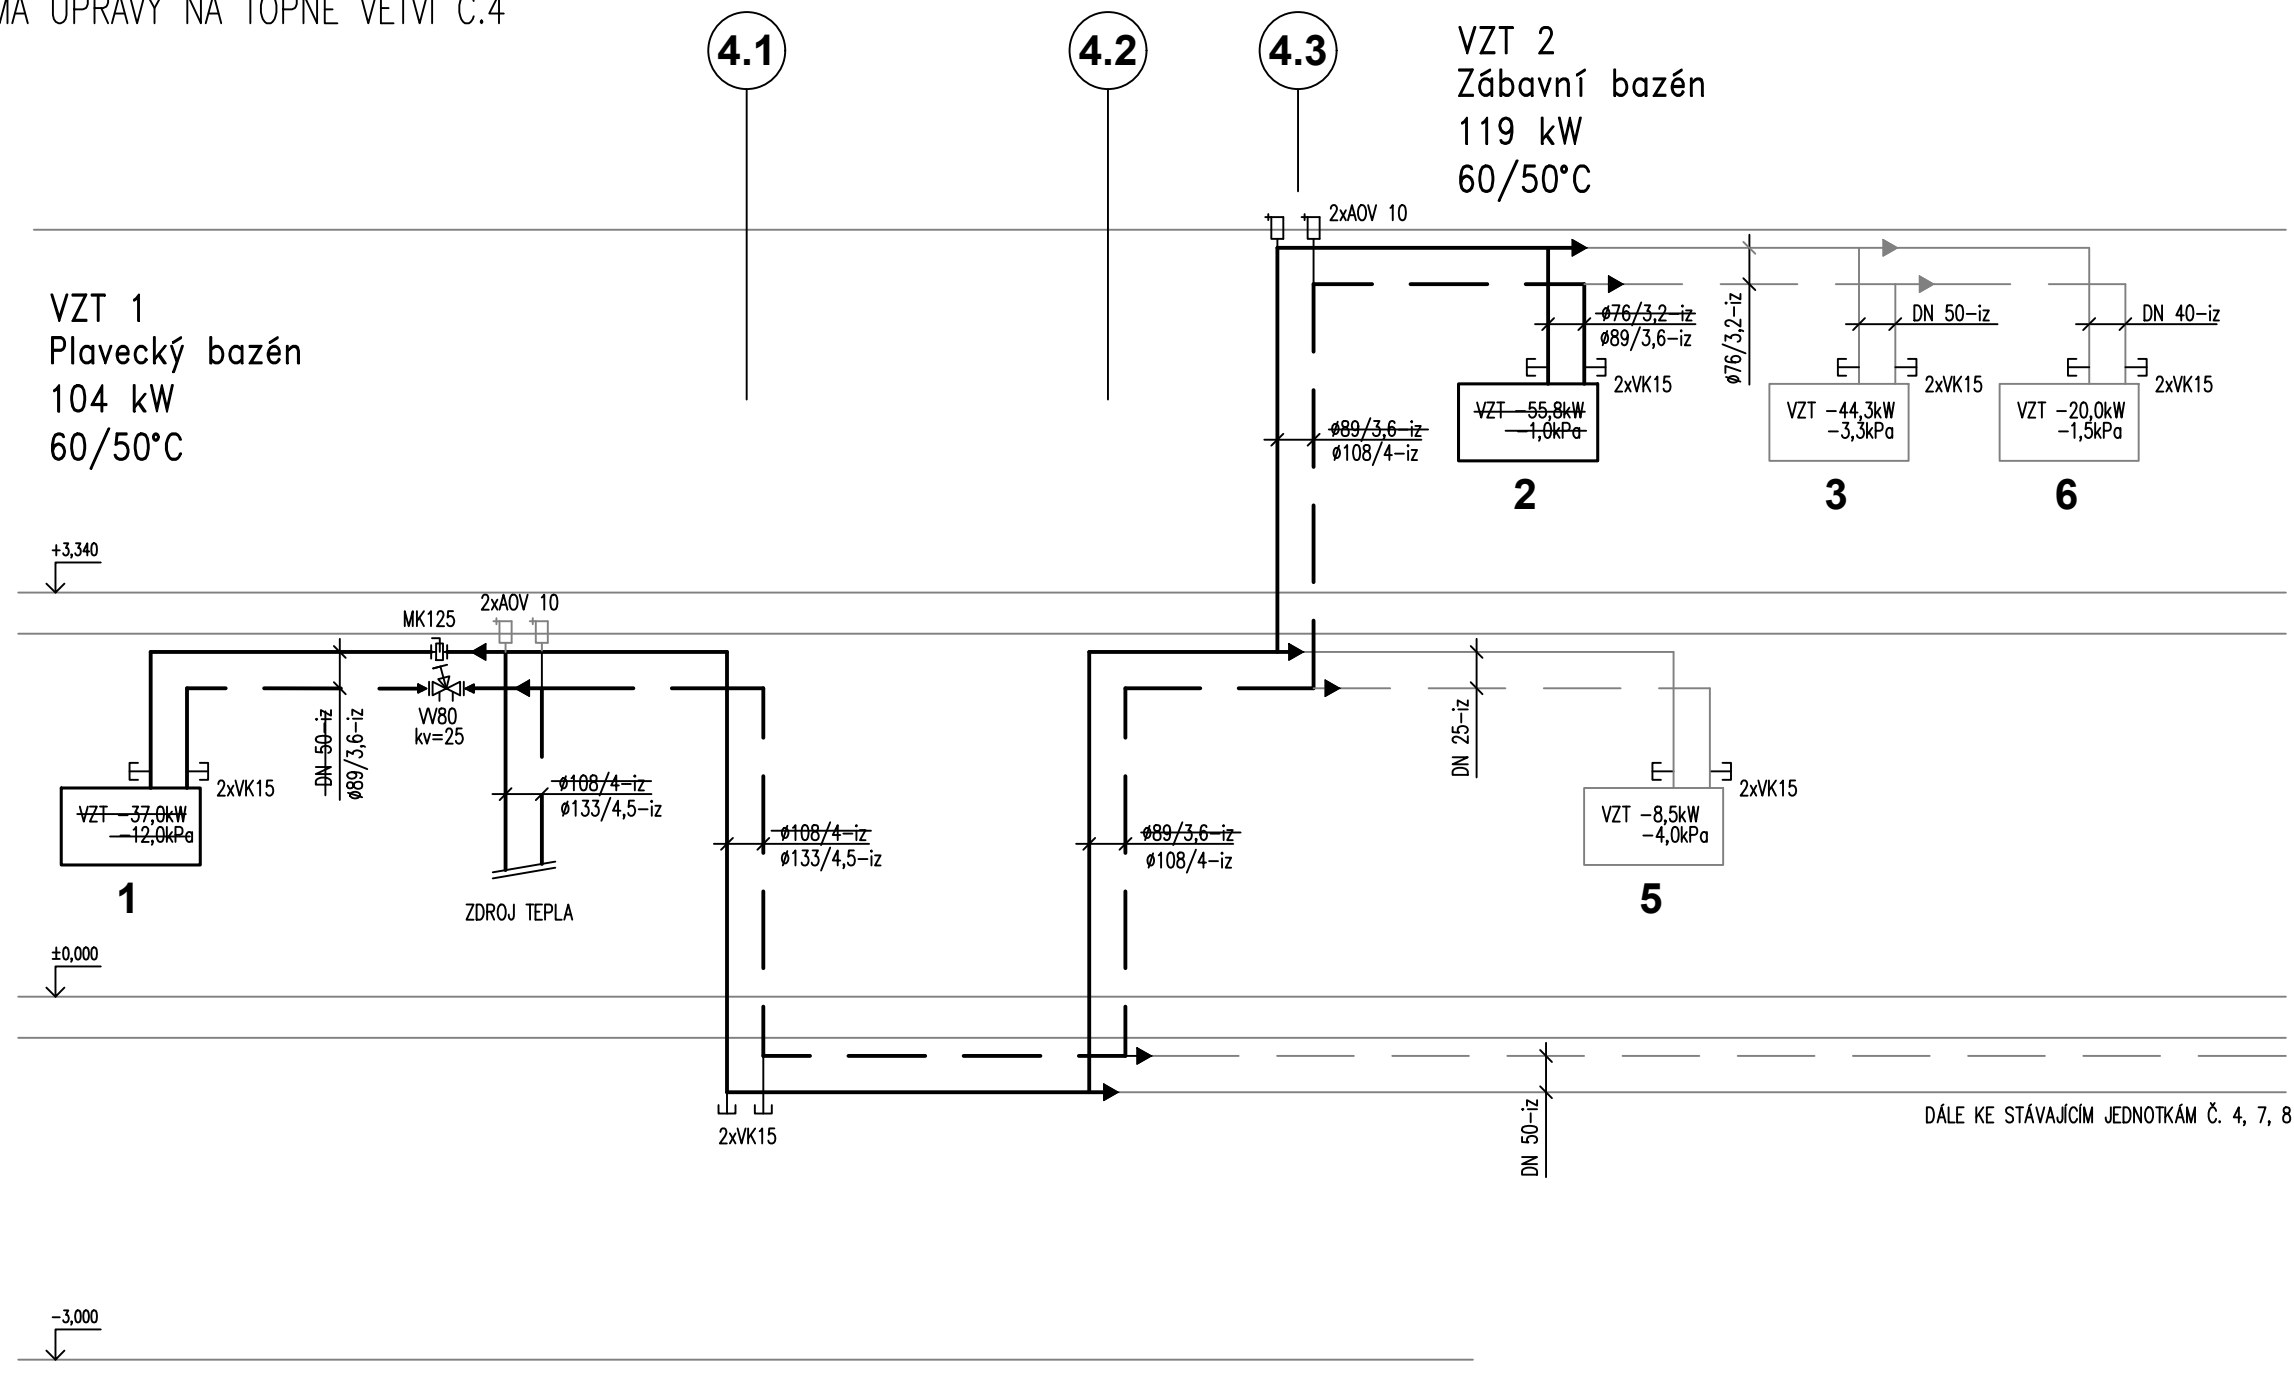 MA ÚPRAVY NA TOPNÉ VĚTVI Č.4
4.1
4.2
4.3
VZT 2
Zábavní bazén
119 kW
60/50°C
2xAOV 10
VZT 1
Plavecký bazén
104 kW
60/50°C
ø76/3,2-iz
ø89/3,6-iz
ø76/3,2-iz
DN 50-iz
DN 40-iz
2xVK15
2xVK15
2xVK15
VZT -55,8kW
-1,0kPa
VZT -44,3kW
-3,3kPa
VZT -20,0kW
-1,5kPa
ø89/3,6-iz
ø108/4-iz
2
3
6
+3,340
2xAOV 10
MK125
VV80
kv=25
DN 50-iz
ø89/3,6-iz
DN 25-iz
2xVK15
2xVK15
ø108/4-iz
ø133/4,5-iz
VZT -37,0kW
-12,0kPa
ø108/4-iz
ø133/4,5-iz
ø89/3,6-iz
ø108/4-iz
VZT -8,5kW
-4,0kPa
1
5
ZDROJ TEPLA
±0,000
2xVK15
DN 50-iz
DÁLE KE STÁVAJÍCÍM JEDNOTKÁM Č. 4, 7, 8
-3,000